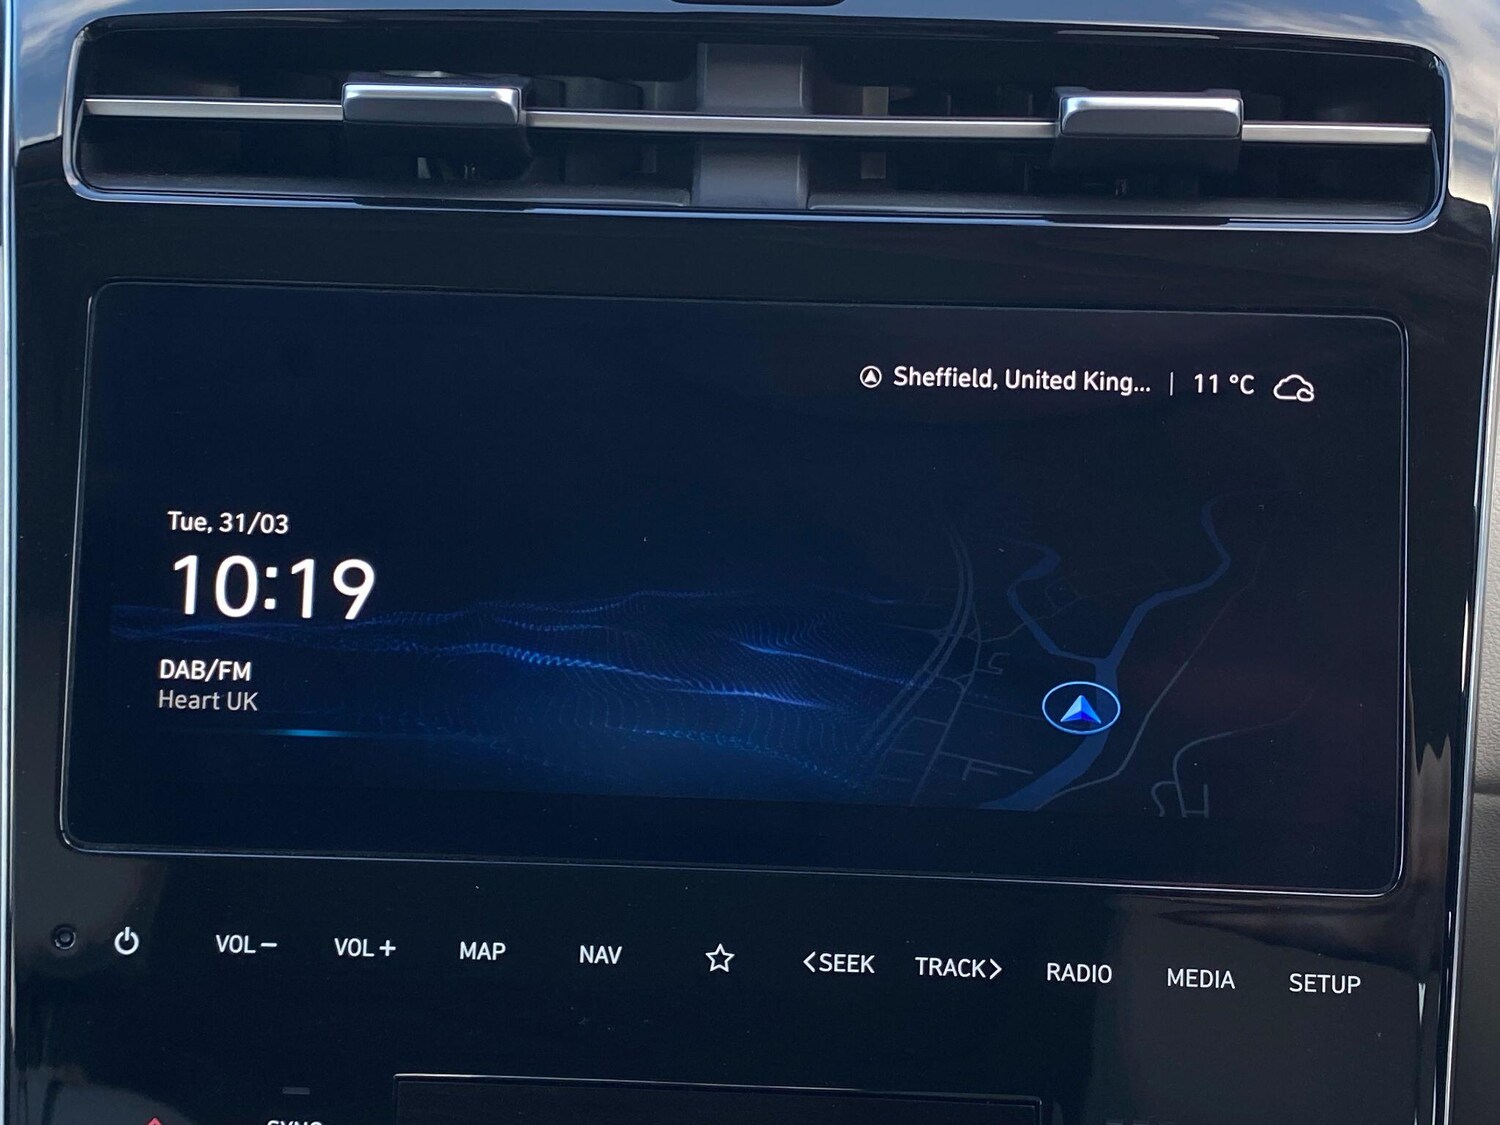 Sheffield, United King... | 11 °C
Tue, 31/03
10:19
DAB/FM
Heart UK
VOL− VOL+ MAP NAV <SEEK TRACK> RADIO MEDIA SETUP
SYNC